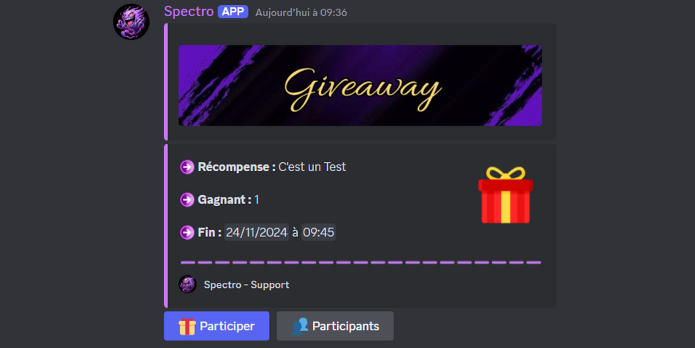 Spectro APP Aujourd'hui à 09:36
Giveaway
Récompense : C'est un Test
Gagnant : 1
Fin : 24/11/2024 à 09:45
Spectro - Support
Participer Participants